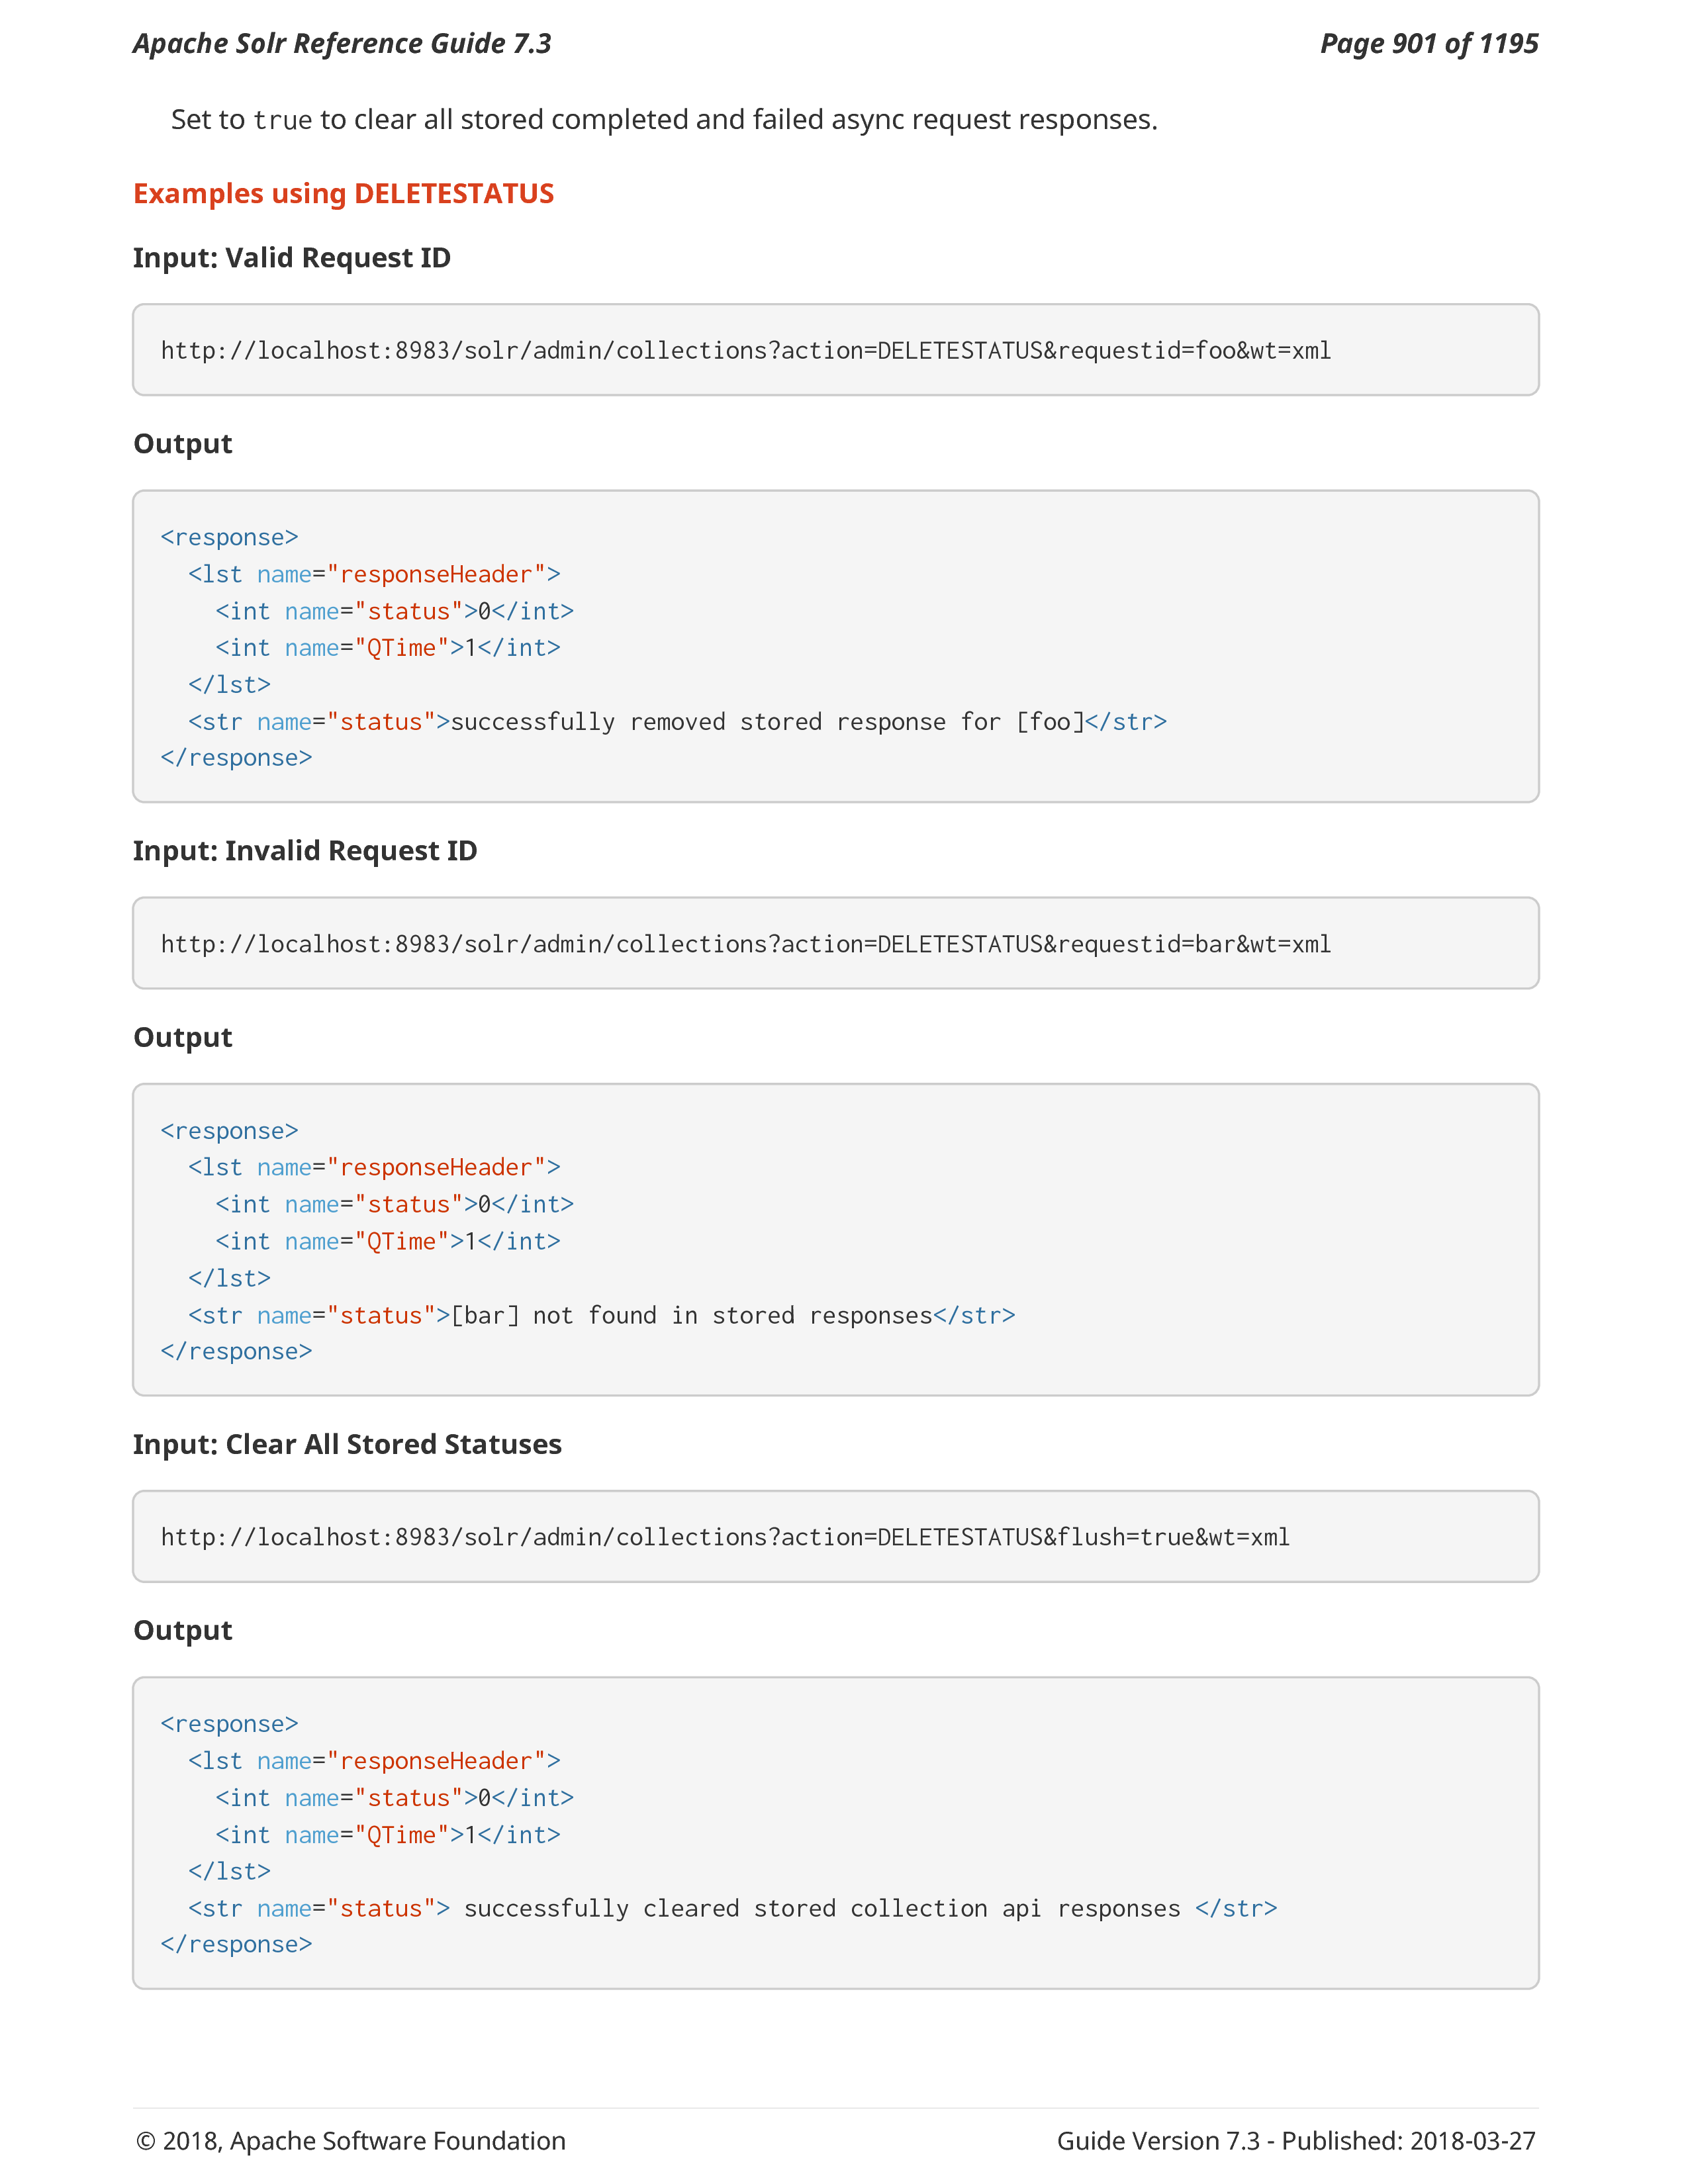 Apache Solr Reference Guide 7.3 Page 901 of 1195
Set to true to clear all stored completed and failed async request responses.
Examples using DELETESTATUS
Input: Valid Request ID
http://localhost:8983/solr/admin/collections?action=DELETESTATUS&requestid=foo&wt=xml
Output
<response>
  <lst name="responseHeader">
    <int name="status">0</int>
    <int name="QTime">1</int>
  </lst>
  <str name="status">successfully removed stored response for [foo]</str>
</response>
Input: Invalid Request ID
http://localhost:8983/solr/admin/collections?action=DELETESTATUS&requestid=bar&wt=xml
Output
<response>
  <lst name="responseHeader">
    <int name="status">0</int>
    <int name="QTime">1</int>
  </lst>
  <str name="status">[bar] not found in stored responses</str>
</response>
Input: Clear All Stored Statuses
http://localhost:8983/solr/admin/collections?action=DELETESTATUS&flush=true&wt=xml
Output
<response>
  <lst name="responseHeader">
    <int name="status">0</int>
    <int name="QTime">1</int>
  </lst>
  <str name="status"> successfully cleared stored collection api responses </str>
</response>
© 2018, Apache Software Foundation Guide Version 7.3 - Published: 2018-03-27